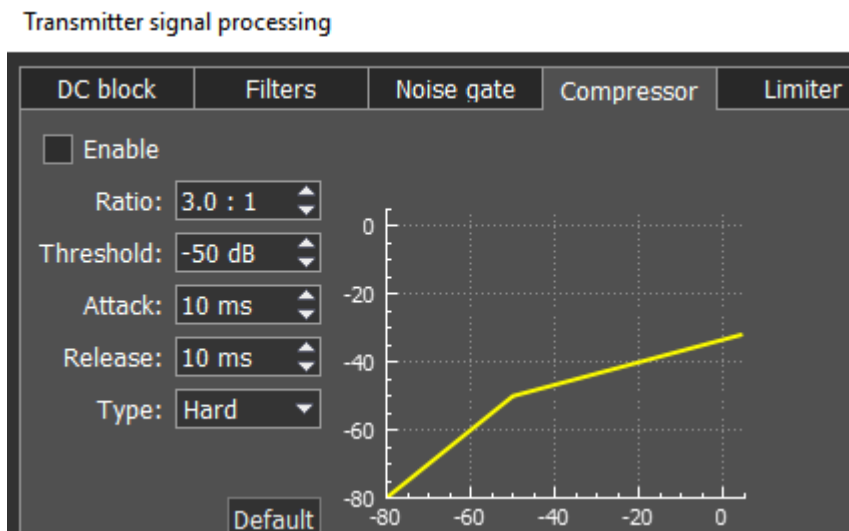 Transmitter signal processing
DC block Filters Noise gate Compressor Limiter
Enable
Ratio: 3.0 : 1
Threshold: -50 dB
Attack: 10 ms
Release: 10 ms
Type: Hard
Default
0
-20
-40
-60
-80
-80 -60 -40 -20 0